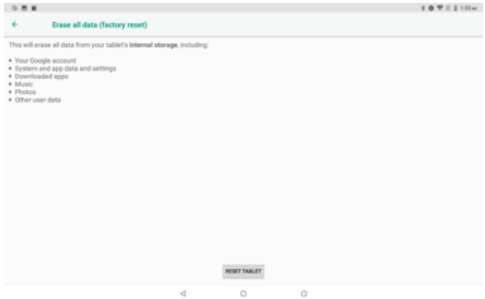 Erase all data (factory reset)
This will erase all data from your tablet's internal storage, including:
Your Google account
System and app data and settings
Downloaded apps
Music
Photos
Other user data
RESET TABLET